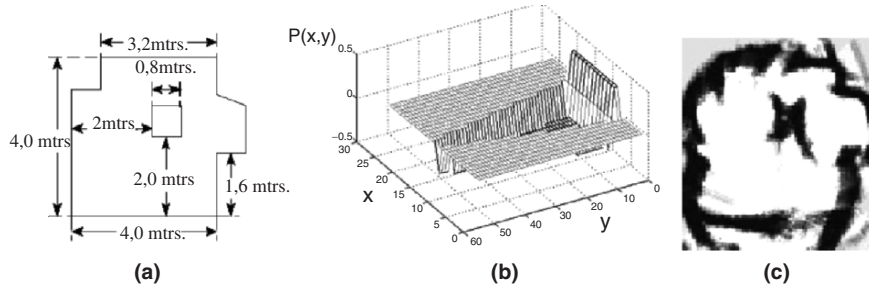 3,2mtrs.
0,8mtrs.
2mtrs
4,0 mtrs
2,0 mtrs
1,6 mtrs.
4,0 mtrs.
(a)
P(x,y)
0.5
0
−0.5
30
25
20
15
10
5
0
x
60
50
40
30
20
10
0
y
(b)
(c)